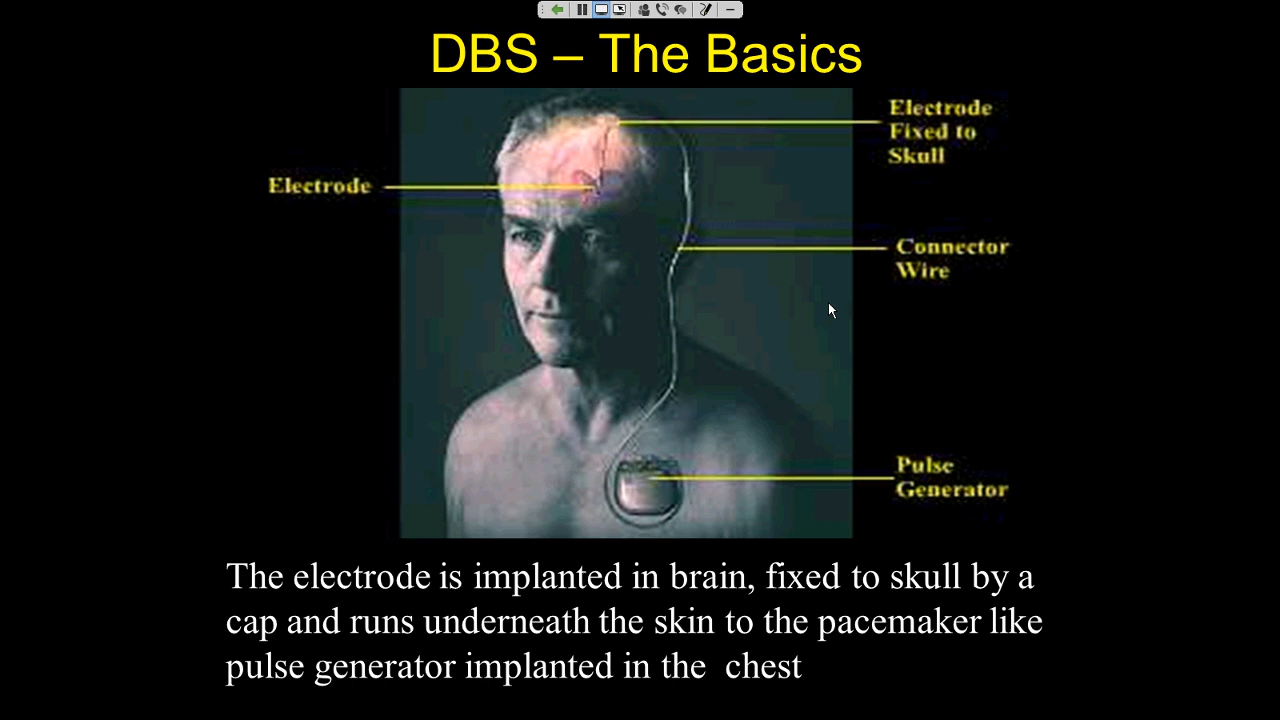 DBS – The Basics
Electrode
Fixed to
Skull
Electrode
Connector
Wire
Pulse
Generator
The electrode is implanted in brain, fixed to skull by a
cap and runs underneath the skin to the pacemaker like
pulse generator implanted in the  chest